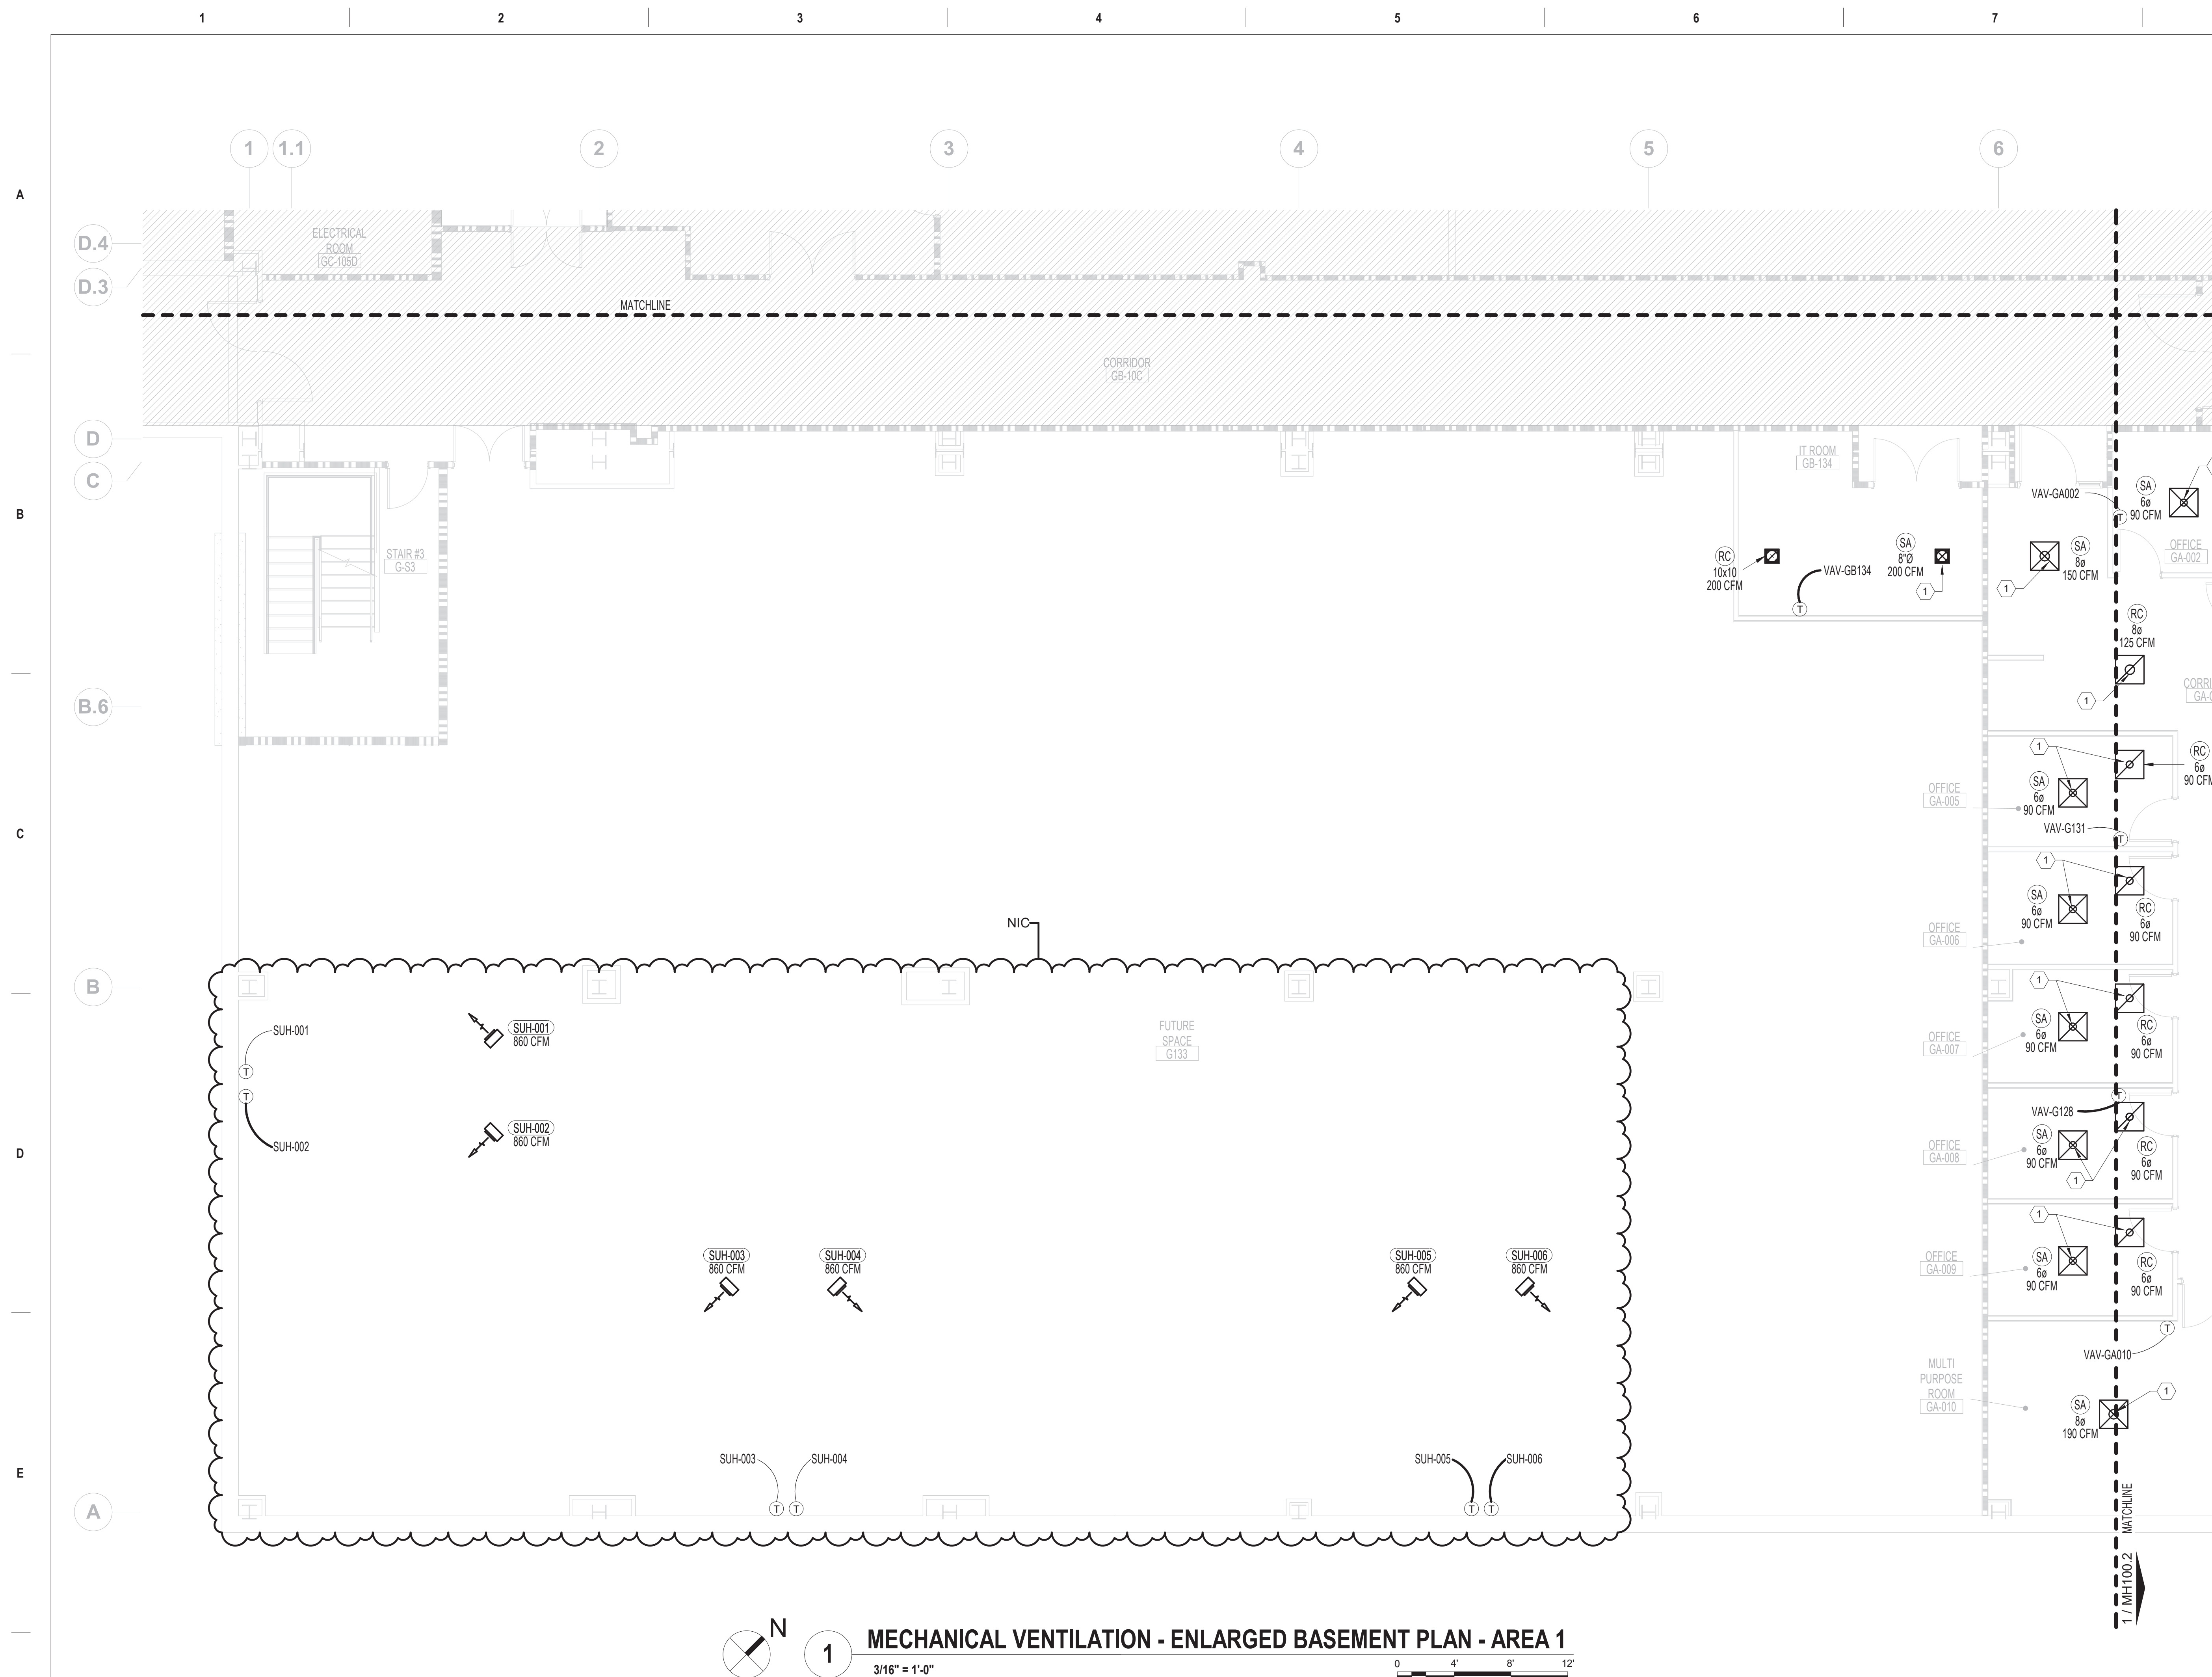 1
2
3
4
5
6
7
A
B
C
D
E
1
1.1
2
3
4
5
6
D.4
D.3
D
C
B.6
B
A
ELECTRICAL
ROOM
GC-105D
MATCHLINE
CORRIDOR
GB-10C
STAIR #3
G-S3
IT ROOM
GB-134
RC
10x10
200 CFM
VAV-GB134
T
SA
8"Ø
200 CFM
1
VAV-GA002
T
SA
6ø
90 CFM
OFFICE
GA-002
SA
8ø
150 CFM
1
RC
8ø
125 CFM
1
OFFICE
GA-005
1
SA
6ø
90 CFM
RC
6ø
90 CFM
VAV-G131
T
OFFICE
GA-006
1
SA
6ø
90 CFM
RC
6ø
90 CFM
OFFICE
GA-007
1
SA
6ø
90 CFM
RC
6ø
90 CFM
VAV-G128
T
OFFICE
GA-008
SA
6ø
90 CFM
1
RC
6ø
90 CFM
OFFICE
GA-009
1
SA
6ø
90 CFM
RC
6ø
90 CFM
VAV-GA010
T
MULTI
PURPOSE
ROOM
GA-010
SA
8ø
190 CFM
1
NIC
FUTURE
SPACE
G133
SUH-001
T
T
SUH-002
SUH-001
860 CFM
SUH-002
860 CFM
SUH-003
860 CFM
SUH-004
860 CFM
SUH-005
860 CFM
SUH-006
860 CFM
SUH-003
T
SUH-004
T
SUH-005
T
SUH-006
T
MATCHLINE
1 / MH100.2
N
1
MECHANICAL VENTILATION - ENLARGED BASEMENT PLAN - AREA 1
3/16" = 1'-0"
0 4' 8' 12'